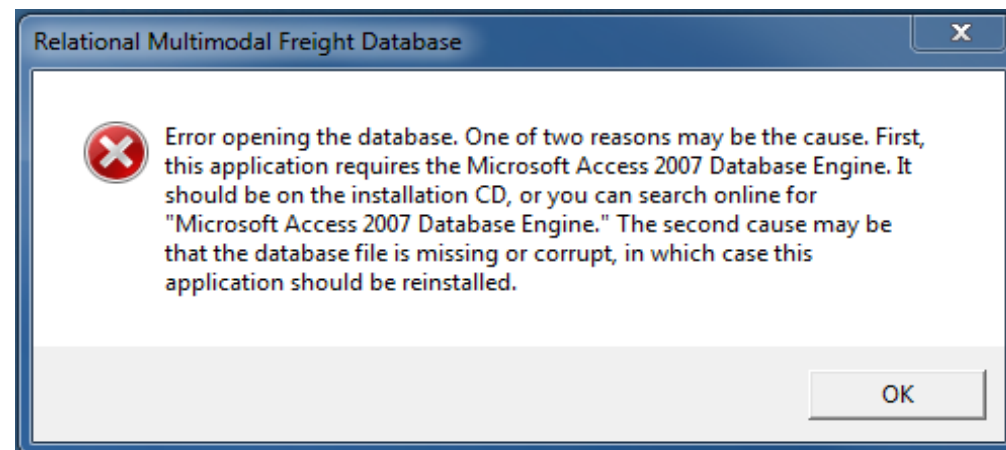 Relational Multimodal Freight Database
Error opening the database. One of two reasons may be the cause. First,
this application requires the Microsoft Access 2007 Database Engine. It
should be on the installation CD, or you can search online for
"Microsoft Access 2007 Database Engine." The second cause may be
that the database file is missing or corrupt, in which case this
application should be reinstalled.
OK